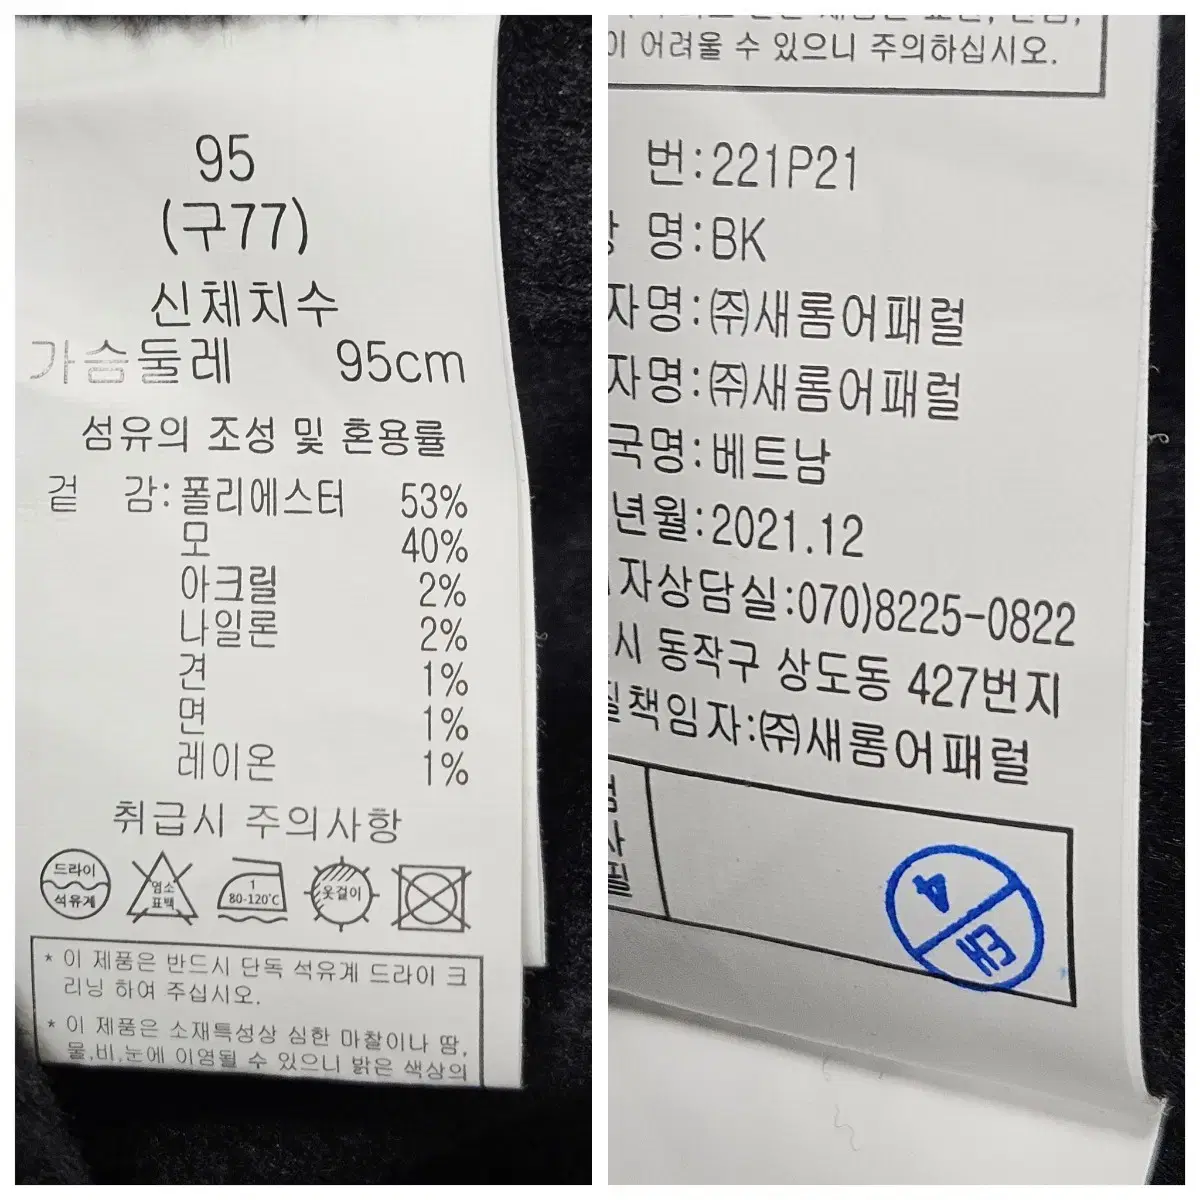 95
(구77)
신체치수
가슴둘레 95cm
섬유의 조성 및 혼용률
겉 감:폴리에스터 53%
모 40%
아크릴 2%
나일론 2%
견 1%
면 1%
레이온 1%
취급시 주의사항
드라이
석유계
염소
표백
1
80-120℃
옷걸이
* 이 제품은 반드시 단독 석유계 드라이 크
리닝 하여 주십시오.
* 이 제품은 소재특성상 심한 마찰이나 땀,
물,비,눈에 이염될 수 있으니 밝은 색상의
이 어려울 수 있으니 주의하십시오.
번:221P21
명:BK
자명:㈜새롬어패럴
자명:㈜새롬어패럴
국명:베트남
년월:2021.12
자상담실:070)8225-0822
시 동작구 상도동 427번지
질책임자:㈜새롬어패럴
필
4